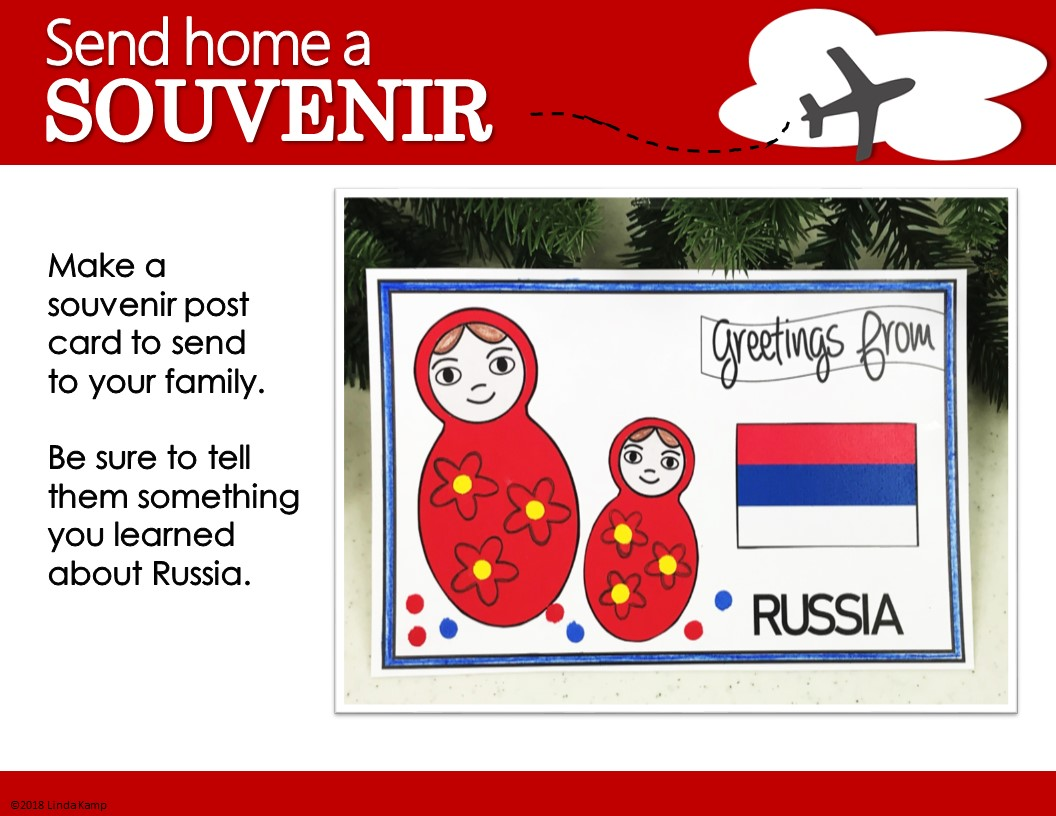 Send home a
SOUVENIR
Make a
souvenir post
card to send
to your family.
Be sure to tell
them something
you learned
about Russia.
Greetings from
RUSSIA
©2018 Linda Kamp